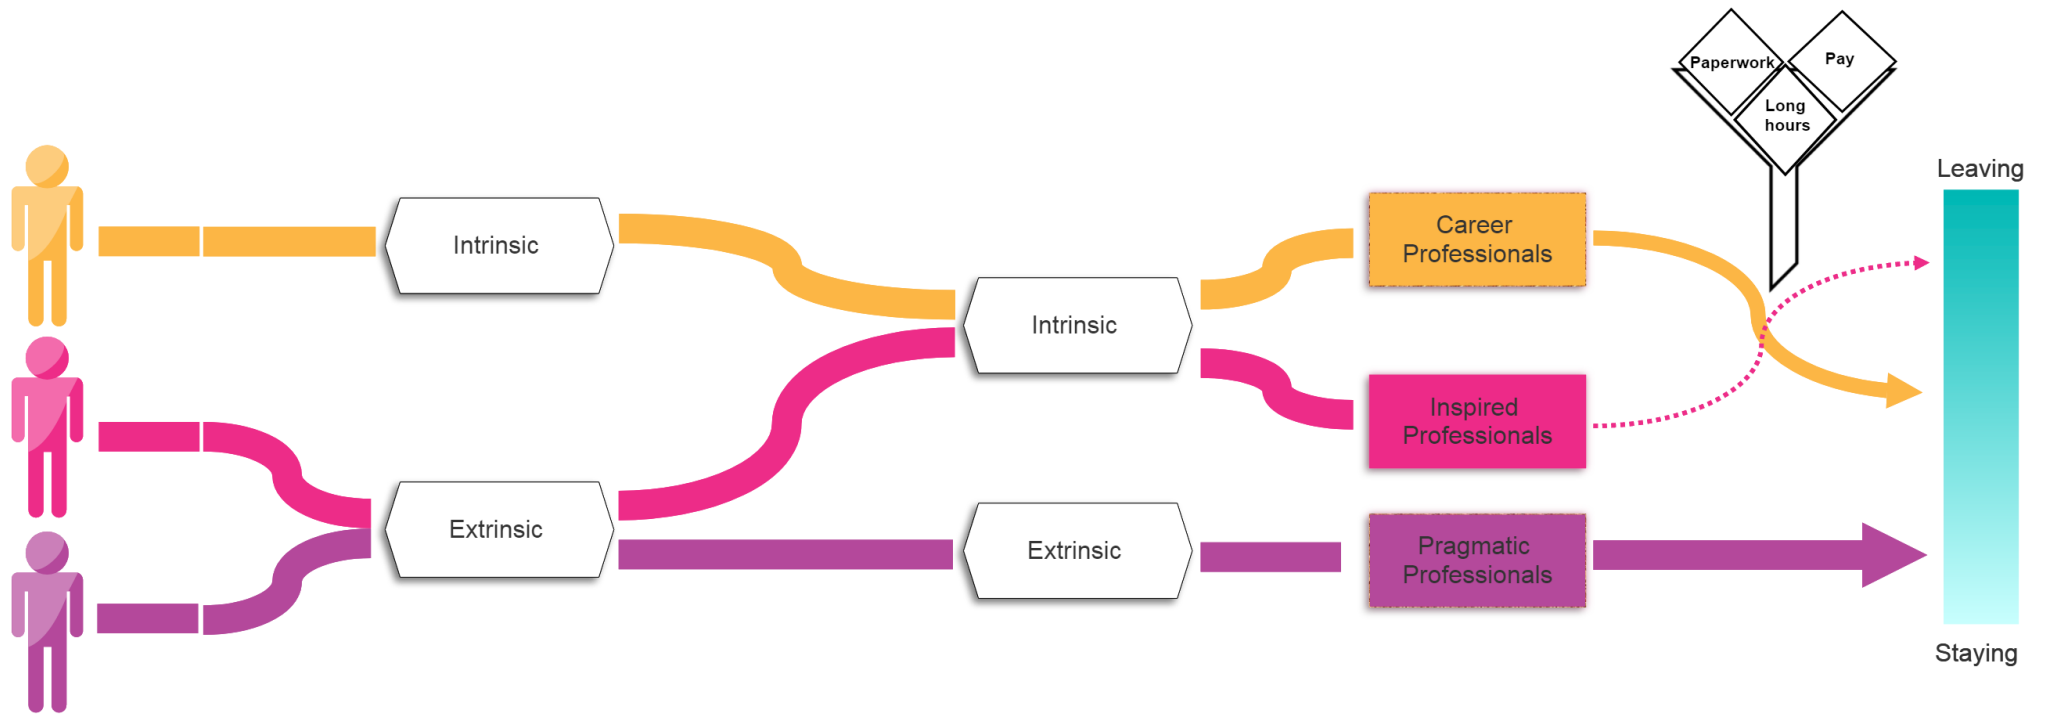 Paperwork
Pay
Long
hours
Leaving
Intrinsic
Career
Professionals
Intrinsic
Inspired
Professionals
Extrinsic
Extrinsic
Pragmatic
Professionals
Staying